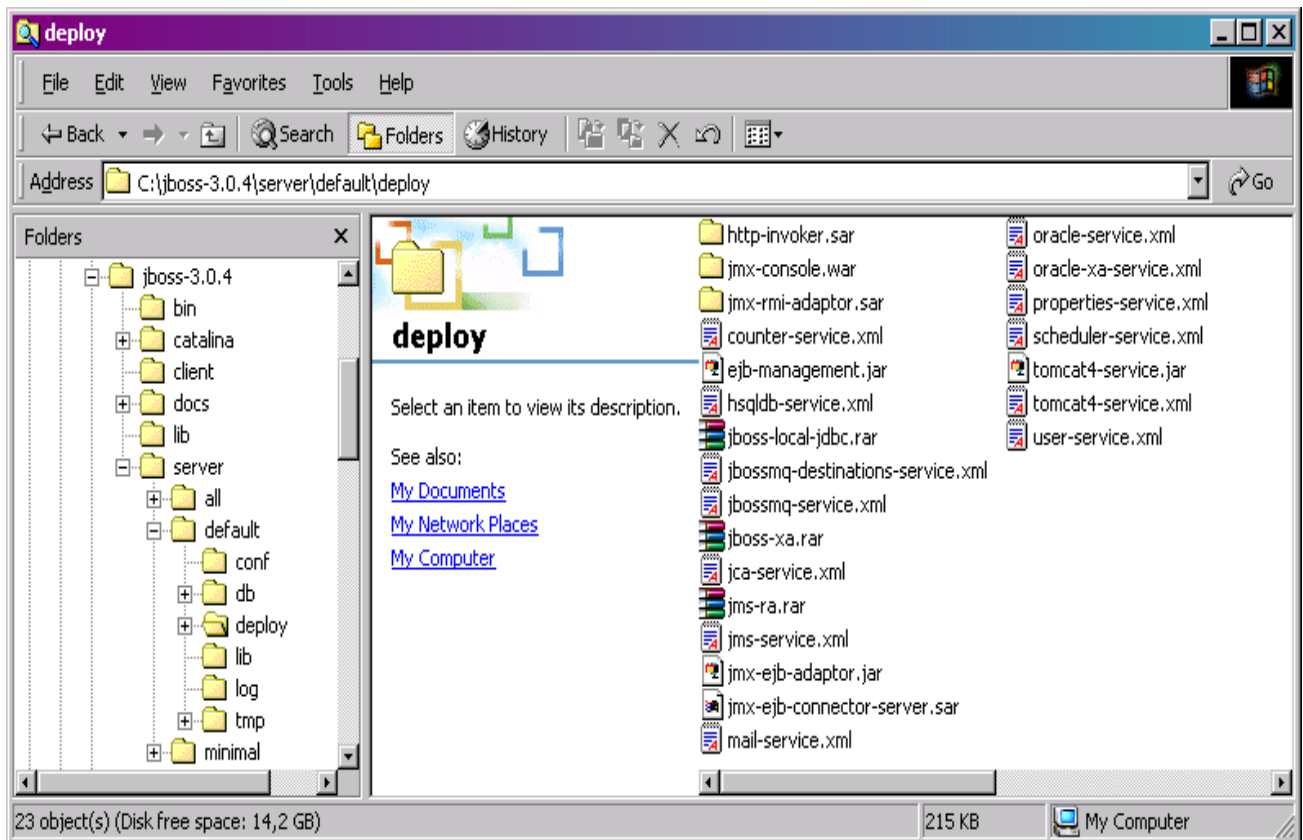 deploy
File Edit View Favorites Tools Help
Back Search Folders History
Address C:\jboss-3.0.4\server\default\deploy Go
Folders
jboss-3.0.4
bin
catalina
client
docs
lib
server
all
default
conf
db
deploy
lib
log
tmp
minimal
deploy
Select an item to view its description.
See also:
My Documents
My Network Places
My Computer
http-invoker.sar
jmx-console.war
jmx-rmi-adaptor.sar
counter-service.xml
ejb-management.jar
hsqldb-service.xml
jboss-local-jdbc.rar
jbossmq-destinations-service.xml
jbossmq-service.xml
jboss-xa.rar
jca-service.xml
jms-ra.rar
jms-service.xml
jmx-ejb-adaptor.jar
jmx-ejb-connector-server.sar
mail-service.xml
oracle-service.xml
oracle-xa-service.xml
properties-service.xml
scheduler-service.xml
tomcat4-service.jar
tomcat4-service.xml
user-service.xml
23 object(s) (Disk free space: 14,2 GB) 215 KB My Computer